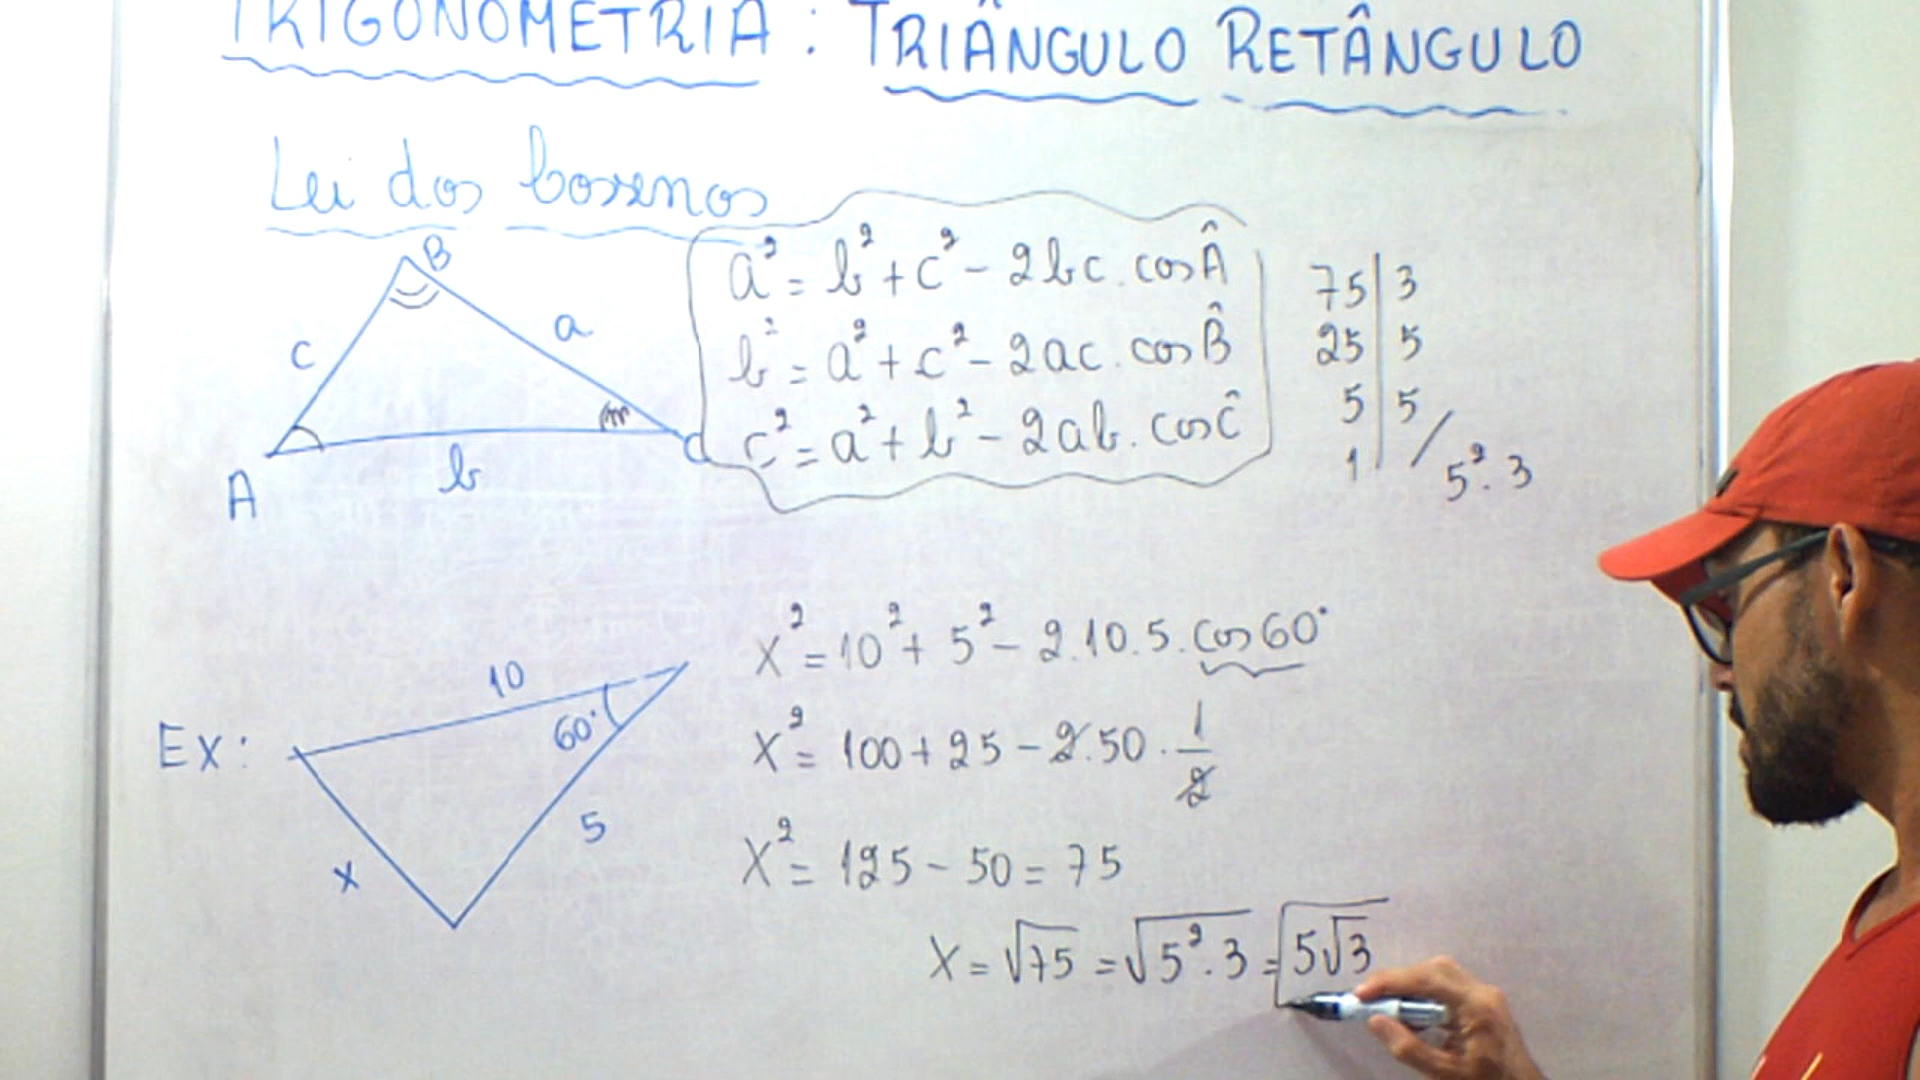 TRIGONOMETRIA : TRIÂNGULO RETÂNGULO
Lei dos Cossenos
B
c
a
A
b
C
a² = b² + c² - 2bc . cos Â
b² = a² + c² - 2ac . cos B̂
c² = a² + b² - 2ab . cos Ĉ
75 | 3
25 | 5
5 | 5
1 | / 5² . 3
Ex:
10
60°
5
x
x² = 10² + 5² - 2.10.5. cos 60°
x² = 100 + 25 - 2.50 . 1/2
x² = 125 - 50 = 75
x = √75 = √5² . 3 = 5√3